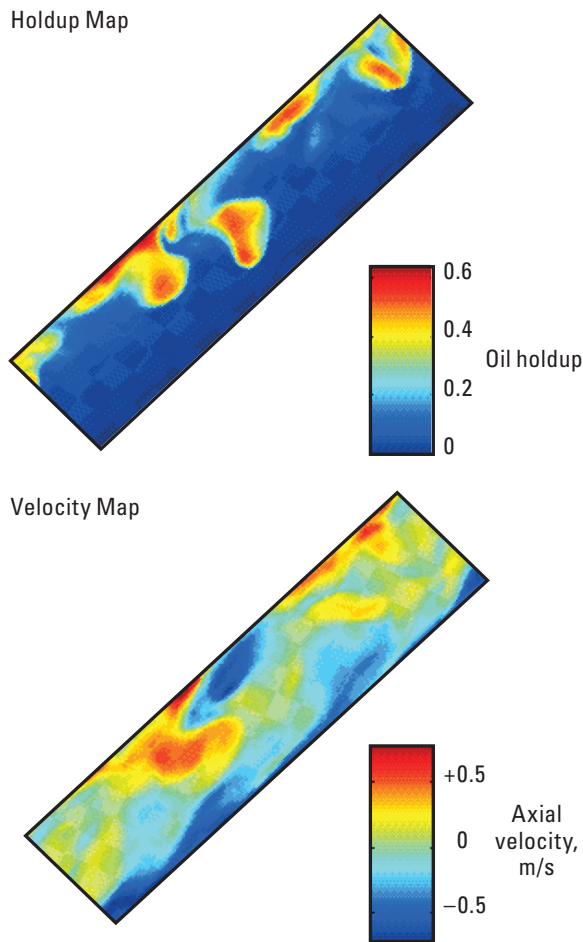 Holdup Map
0.6
0.4
0.2
0
Oil holdup
Velocity Map
+0.5
0
–0.5
Axial
velocity,
m/s